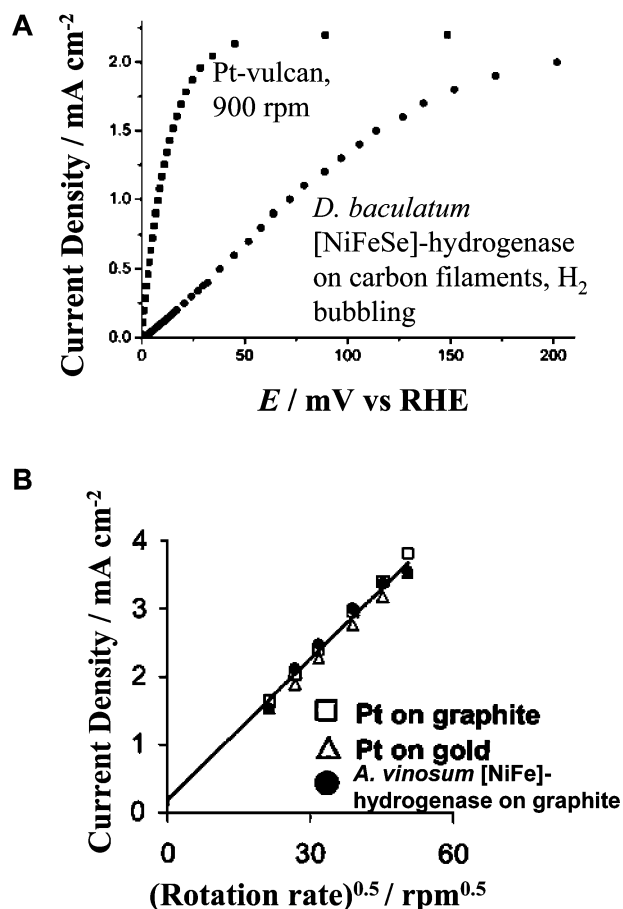 A
Current Density / mA cm-2
2.0
1.5
1.0
0.5
0.0
Pt-vulcan,
900 rpm
D. baculatum
[NiFeSe]-hydrogenase
on carbon filaments, H2
bubbling
0
50
100
150
200
E / mV vs RHE
B
Current Density / mA cm-2
4
3
2
1
0
Pt on graphite
Pt on gold
A. vinosum [NiFe]-
hydrogenase on graphite
0
30
60
(Rotation rate)0.5 / rpm0.5